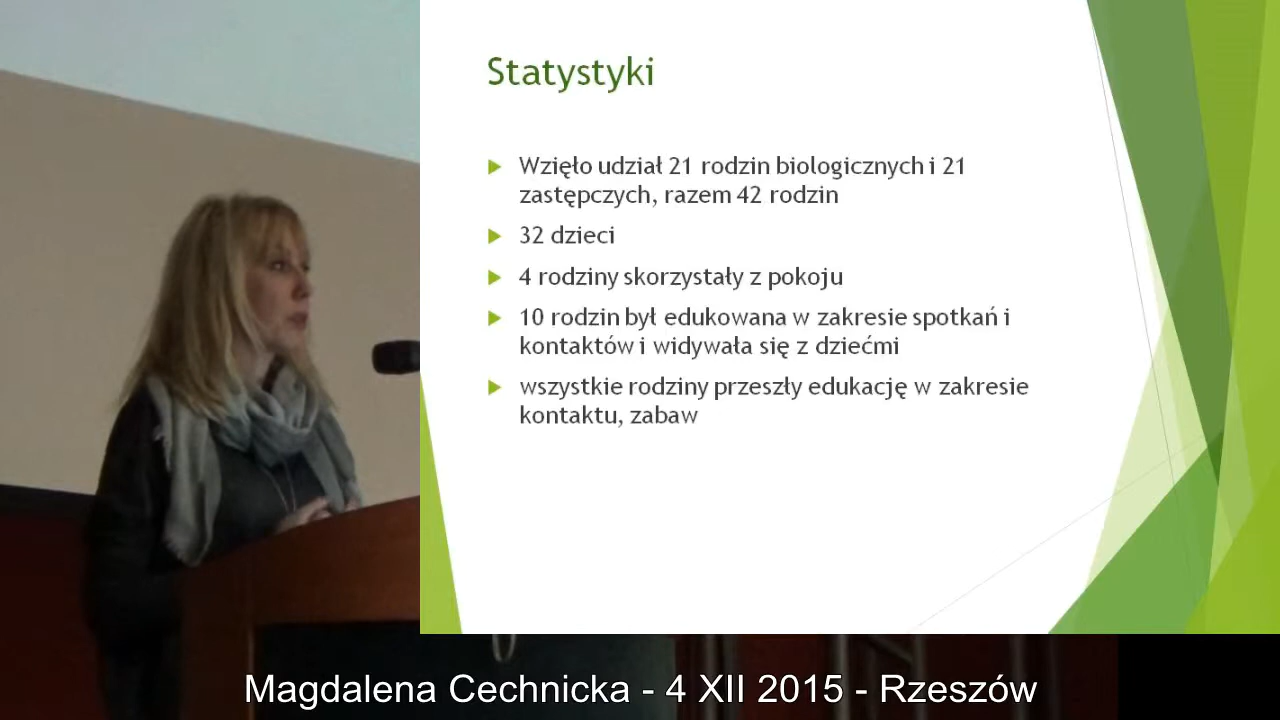 Statystyki
Wzięło udział 21 rodzin biologicznych i 21
zastępczych, razem 42 rodzin
32 dzieci
4 rodziny skorzystały z pokoju
10 rodzin był edukowana w zakresie spotkań i
kontaktów i widywała się z dziećmi
wszystkie rodziny przeszły edukację w zakresie
kontaktu, zabaw
Magdalena Cechnicka - 4 XII 2015 - Rzeszów